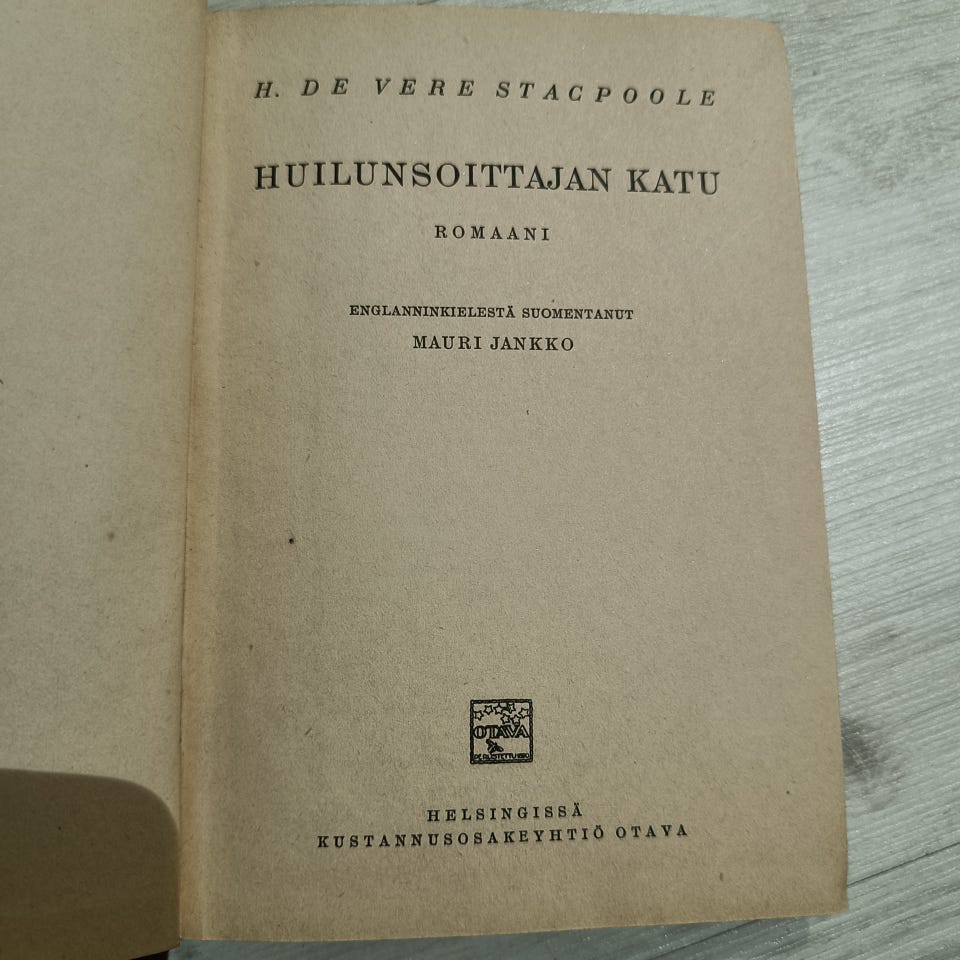 H. DE VERE STACPOOLE
HUILUNSOITTAJAN KATU
ROMAANI
ENGLANNINKIELESTÄ SUOMENTANUT
MAURI JANKKO
OTAVA
HELSINGISSÄ
KUSTANNUSOSAKEYHTIÖ OTAVA